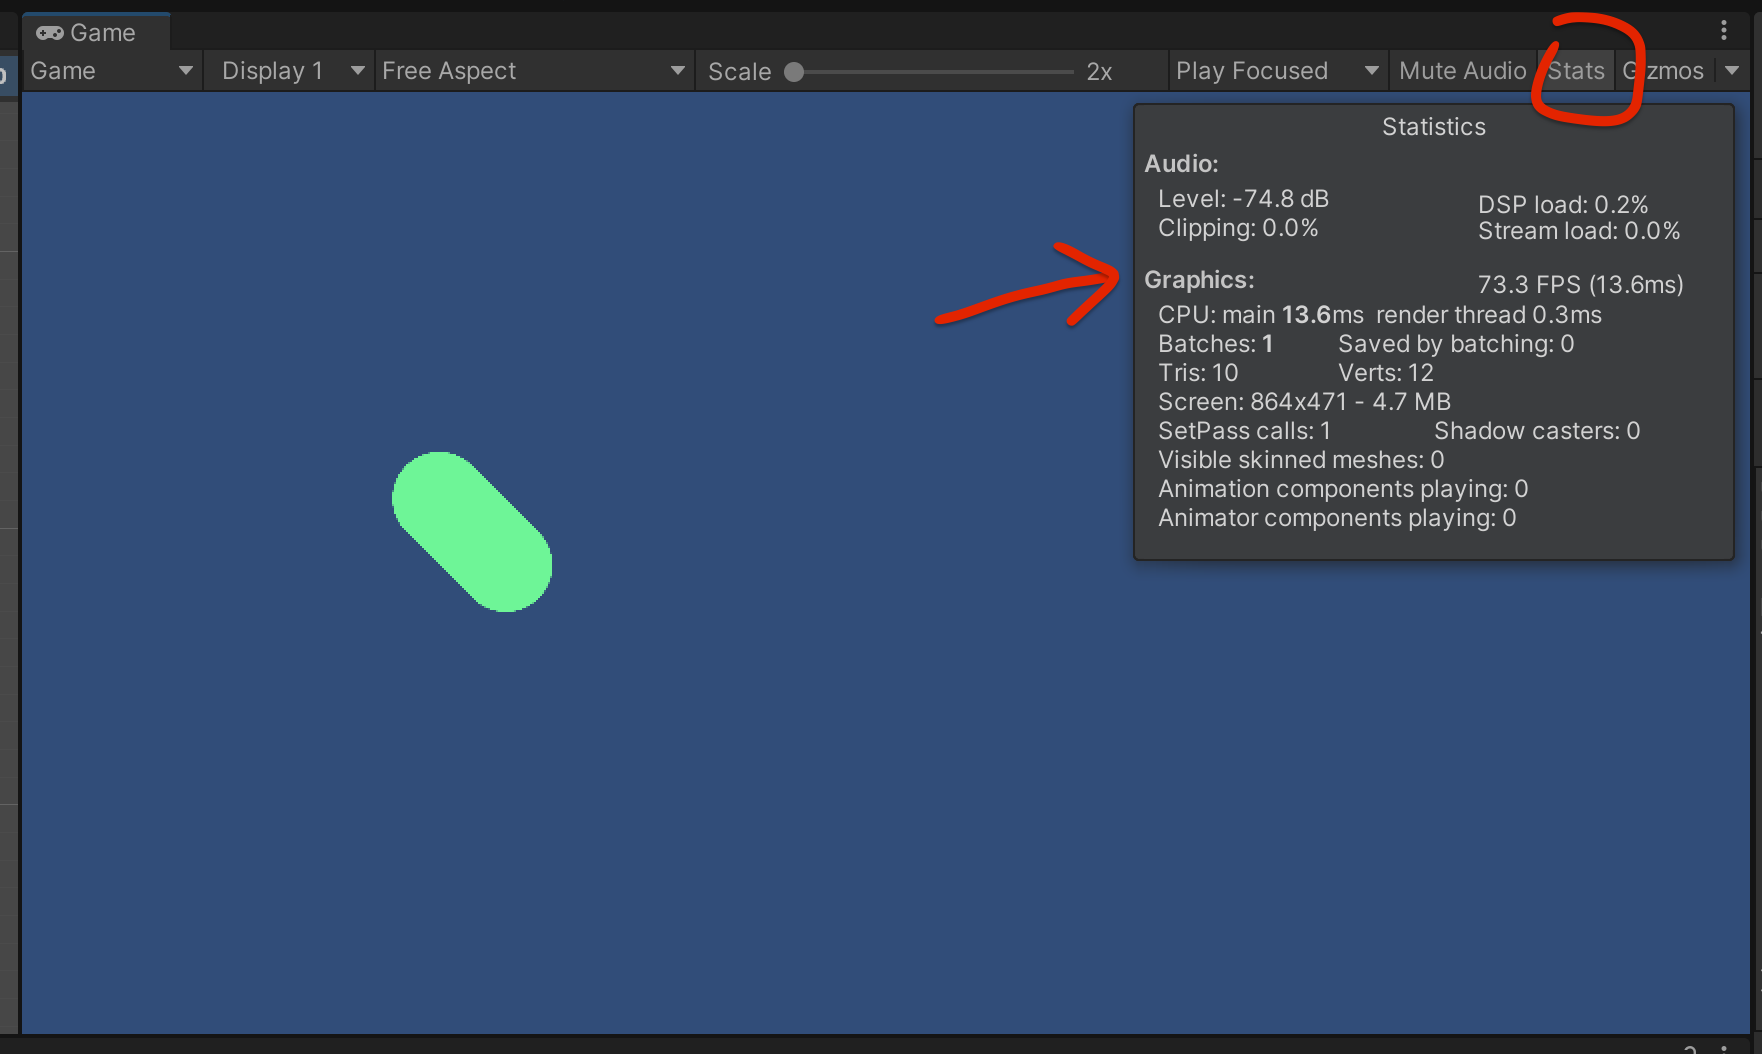 Game
Game Display 1 Free Aspect Scale 2x Play Focused Mute Audio Stats Gizmos
Statistics
Audio:
Level: -74.8 dB DSP load: 0.2%
Clipping: 0.0% Stream load: 0.0%
Graphics: 73.3 FPS (13.6ms)
CPU: main 13.6ms render thread 0.3ms
Batches: 1 Saved by batching: 0
Tris: 10 Verts: 12
Screen: 864x471 - 4.7 MB
SetPass calls: 1 Shadow casters: 0
Visible skinned meshes: 0
Animation components playing: 0
Animator components playing: 0